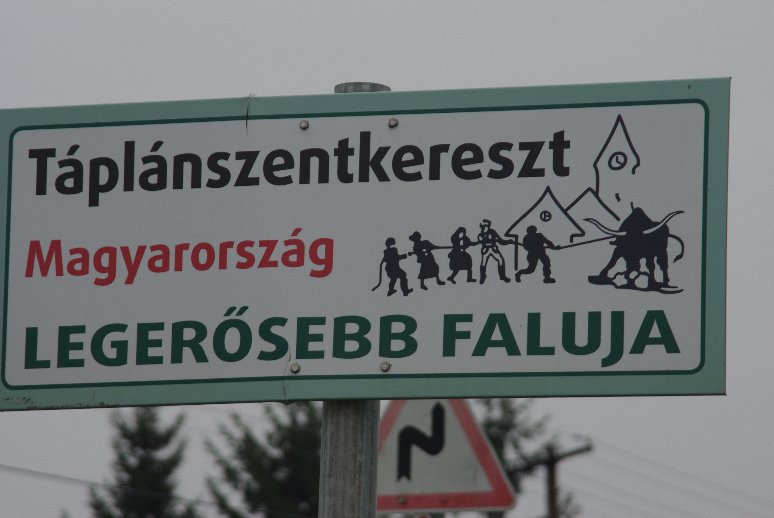 Táplánszentkereszt
Magyarország
LEGERŐSEBB FALUJA